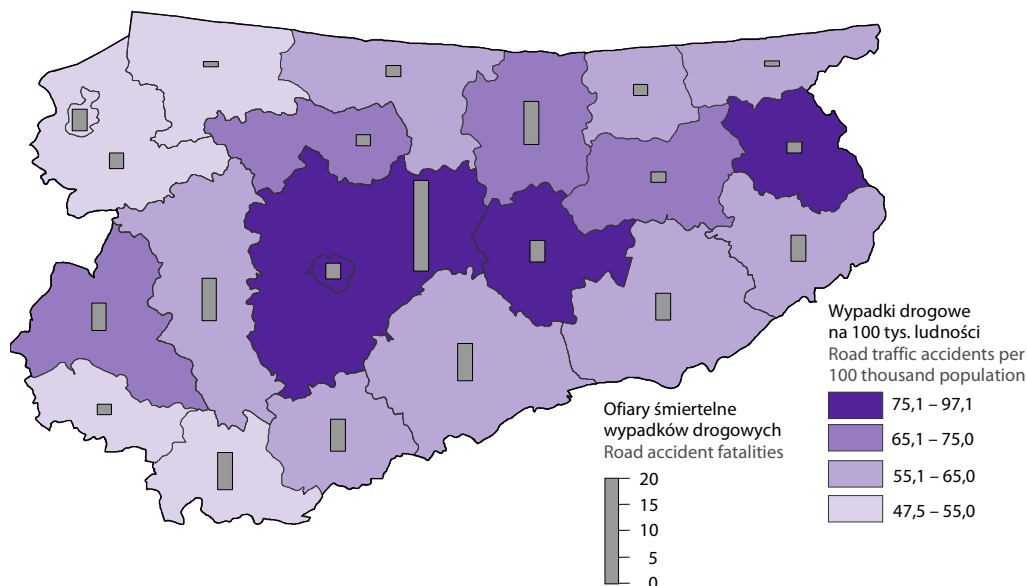 Wypadki drogowe
na 100 tys. ludności
Road traffic accidents per
100 thousand population
75,1 – 97,1
65,1 – 75,0
55,1 – 65,0
47,5 – 55,0
Ofiary śmiertelne
wypadków drogowych
Road accident fatalities
20
15
10
5
0